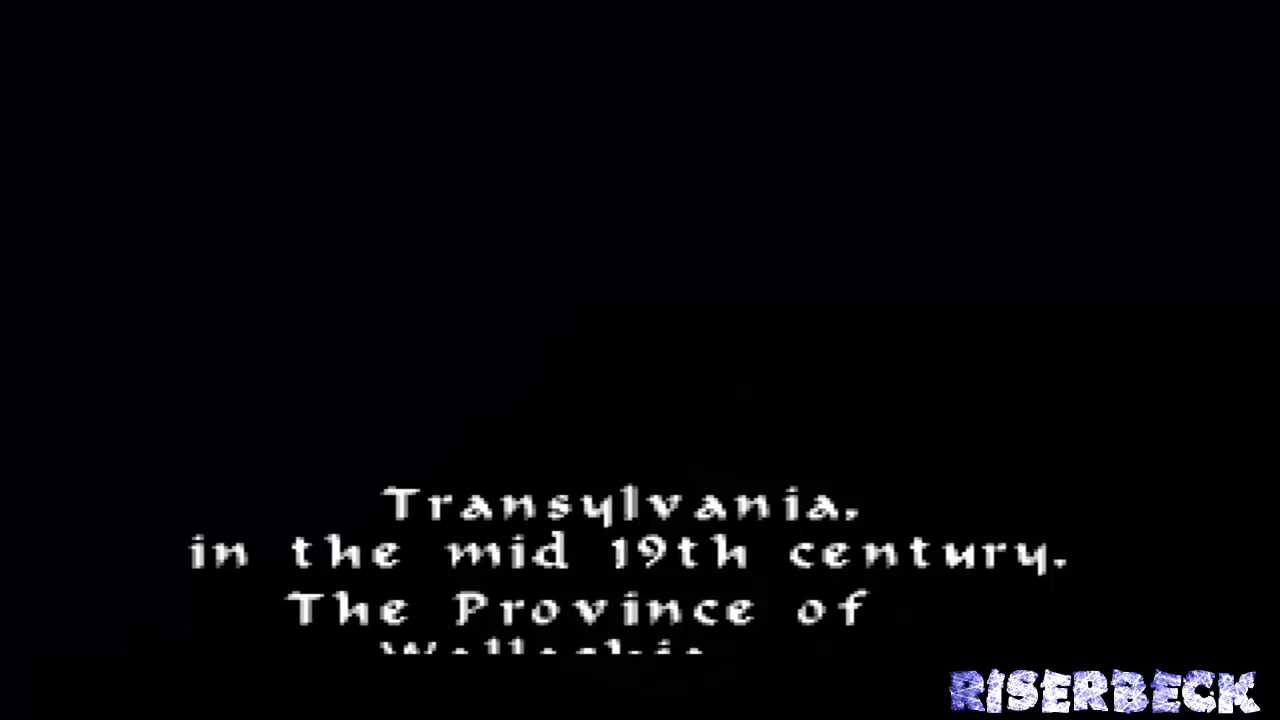 Transylvania,
in the mid 19th century.
The Province of
RISERBECK